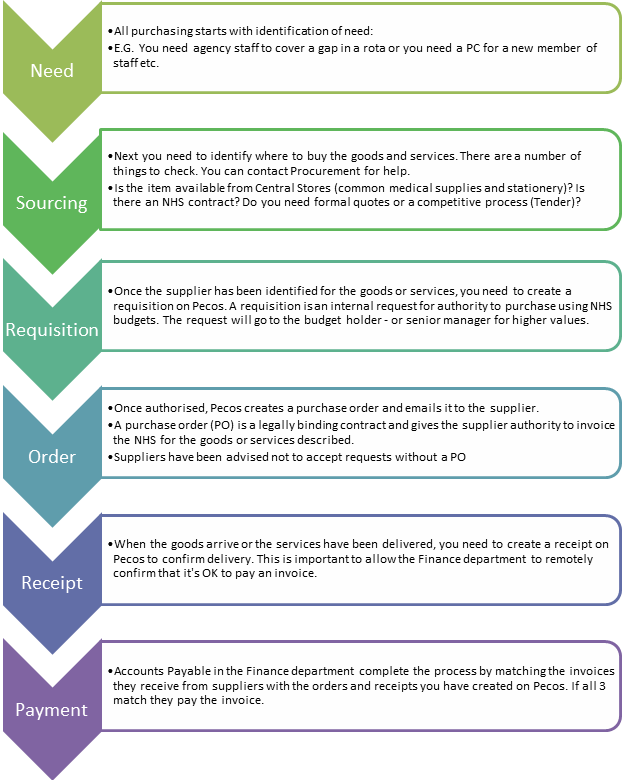 Need
•All purchasing starts with identification of need:
•E.G. You need agency staff to cover a gap in a rota or you need a PC for a new member of
staff etc.
Sourcing
•Next you need to identify where to buy the goods and services. There are a number of
things to check. You can contact Procurement for help.
•Is the item available from Central Stores (common medical supplies and stationery)? Is
there an NHS contract? Do you need formal quotes or a competitive process (Tender)?
Requisition
•Once the supplier has been identified for the goods or services, you need to create a
requisition on Pecos. A requisition is an internal request for authority to purchase using NHS
budgets. The request will go to the budget holder - or senior manager for higher values.
Order
•Once authorised, Pecos creates a purchase order and emails it to the supplier.
•A purchase order (PO) is a legally binding contract and gives the supplier authority to invoice
the NHS for the goods or services described.
•Suppliers have been advised not to accept requests without a PO
Receipt
•When the goods arrive or the services have been delivered, you need to create a receipt on
Pecos to confirm delivery. This is important to allow the Finance department to remotely
confirm that it's OK to pay an invoice.
Payment
•Accounts Payable in the Finance department complete the process by matching the invoices
they receive from suppliers with the orders and receipts you have created on Pecos. If all 3
match they pay the invoice.